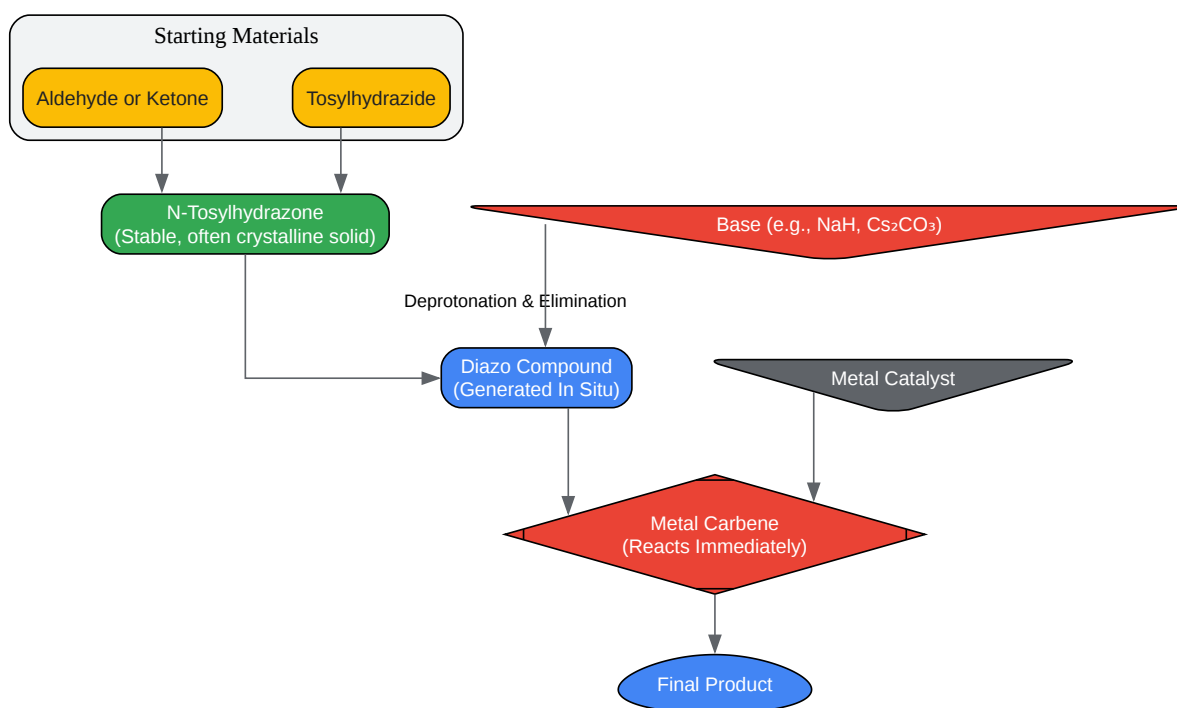 Starting Materials
Aldehyde or Ketone
Tosylhydrazide
N-Tosylhydrazone
(Stable, often crystalline solid)
Base (e.g., NaH, Cs₂CO₃)
Deprotonation & Elimination
Diazo Compound
(Generated In Situ)
Metal Catalyst
Metal Carbene
(Reacts Immediately)
Final Product